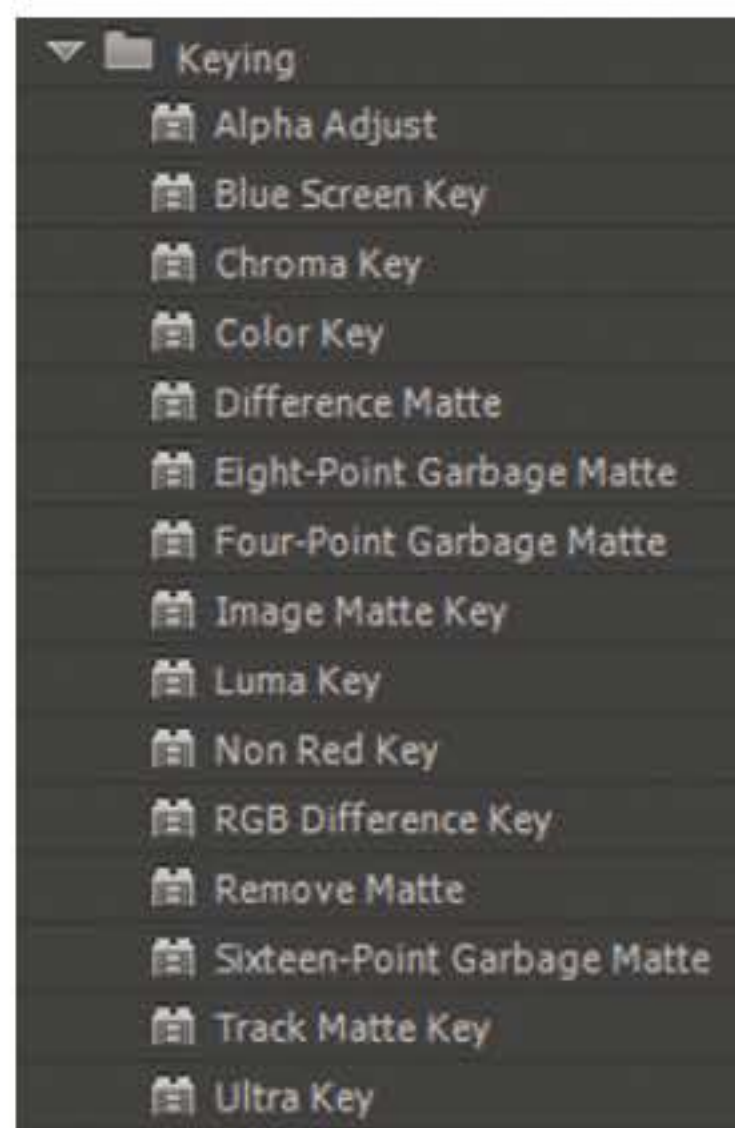 Keying
Alpha Adjust
Blue Screen Key
Chroma Key
Color Key
Difference Matte
Eight-Point Garbage Matte
Four-Point Garbage Matte
Image Matte Key
Luma Key
Non Red Key
RGB Difference Key
Remove Matte
Sixteen-Point Garbage Matte
Track Matte Key
Ultra Key